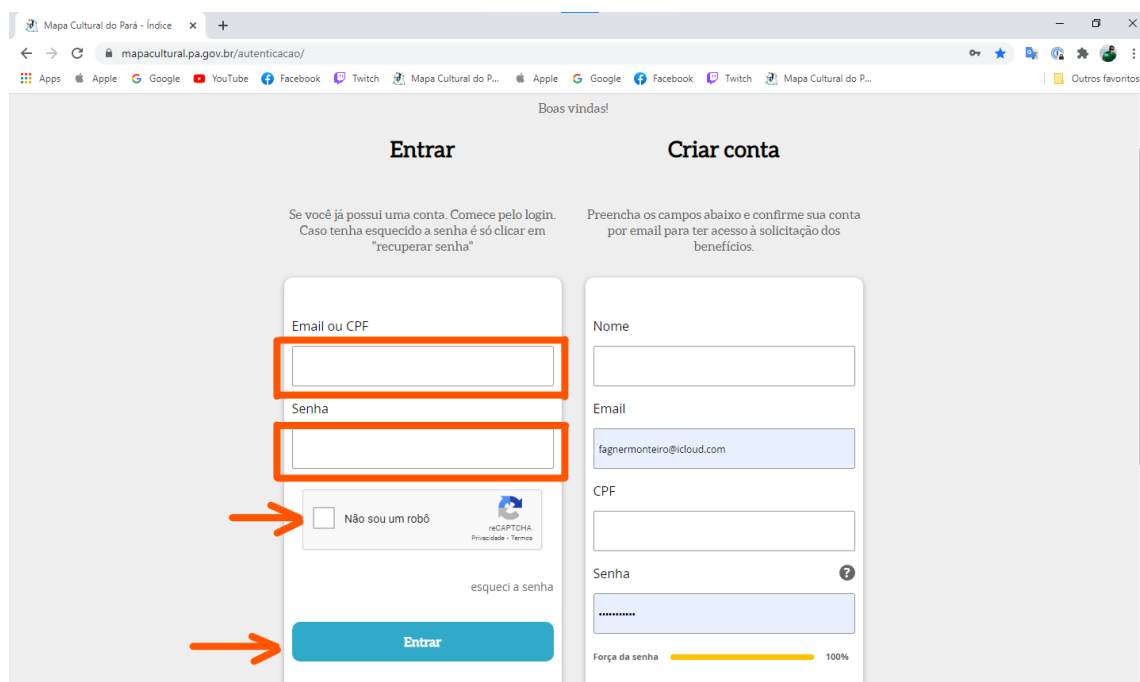 Mapa Cultural do Pará - Índice
mapacultural.pa.gov.br/autenticacao/
Apps Apple Google YouTube Facebook Twitch Mapa Cultural do P... Apple Google Facebook Twitch Mapa Cultural do P... Outros favoritos
Boas vindas!
Entrar
Se você já possui uma conta. Comece pelo login.
Caso tenha esquecido a senha é só clicar em
"recuperar senha"
Email ou CPF
Senha
Não sou um robô
reCAPTCHA
Privacidade - Termos
esqueci a senha
Entrar
Criar conta
Preencha os campos abaixo e confirme sua conta
por email para ter acesso à solicitação dos
benefícios.
Nome
Email
fagnermonteiro@icloud.com
CPF
Senha
Força da senha 100%